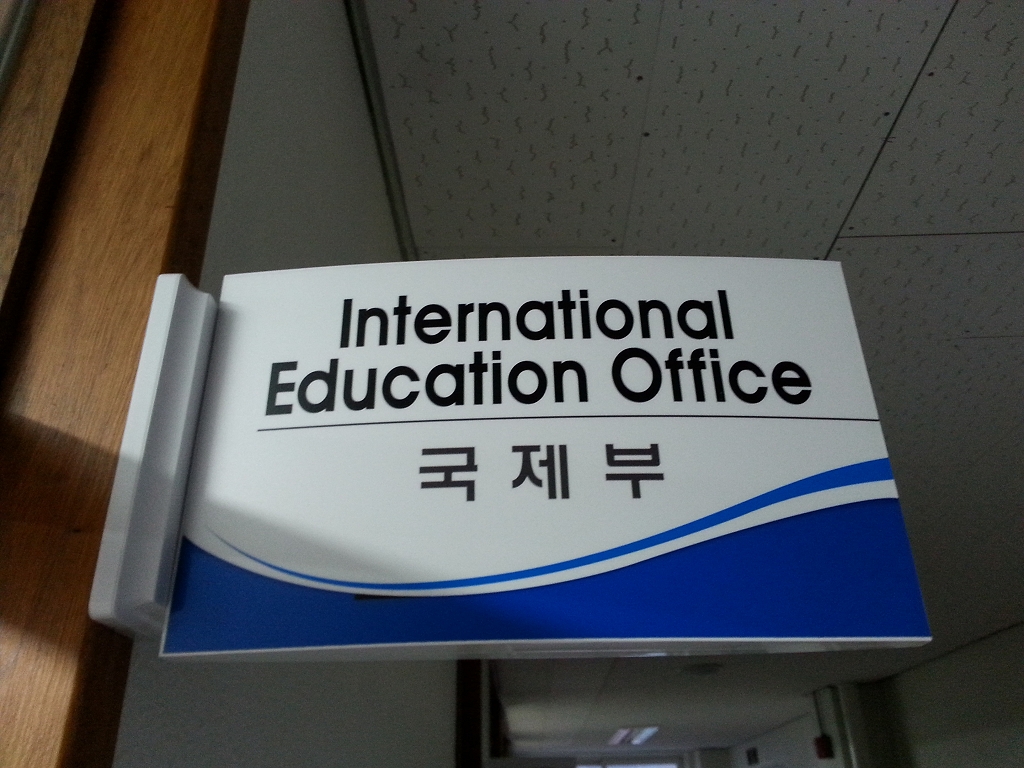 International
Education Office
국제부